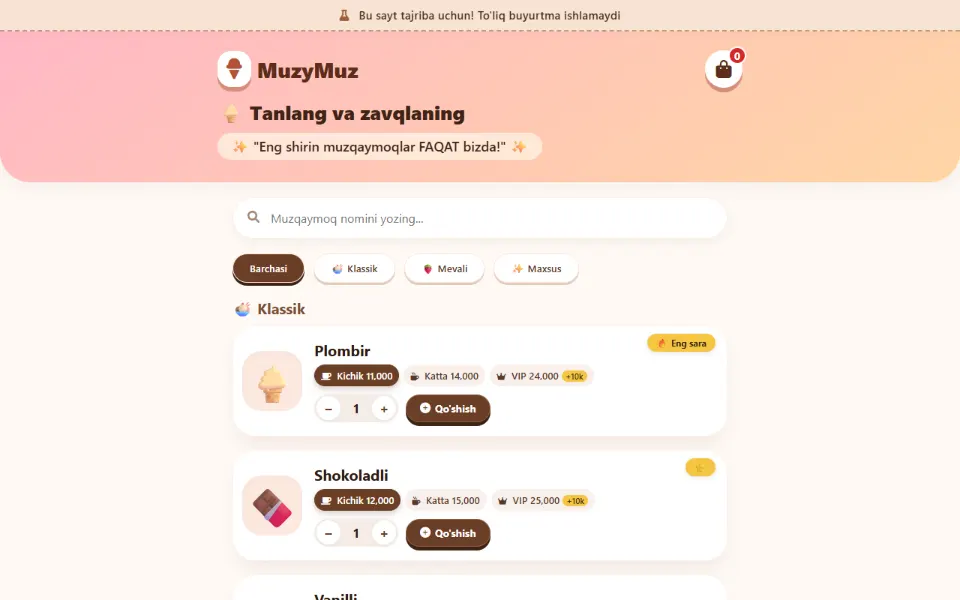 Bu sayt tajriba uchun! To'liq buyurtma ishlamaydi
MuzyMuz
0
Tanlang va zavqlaning
"Eng shirin muzqaymoqlar FAQAT bizda!"
Muzqaymoq nomini yozing...
Barchasi
Klassik
Mevali
Maxsus
Klassik
Plombir
Eng sara
Kichik 11,000
Katta 14,000
VIP 24,000 +10k
− 1 +
Qo'shish
Shokoladli
Kichik 12,000
Katta 15,000
VIP 25,000 +10k
− 1 +
Qo'shish
Vanilli